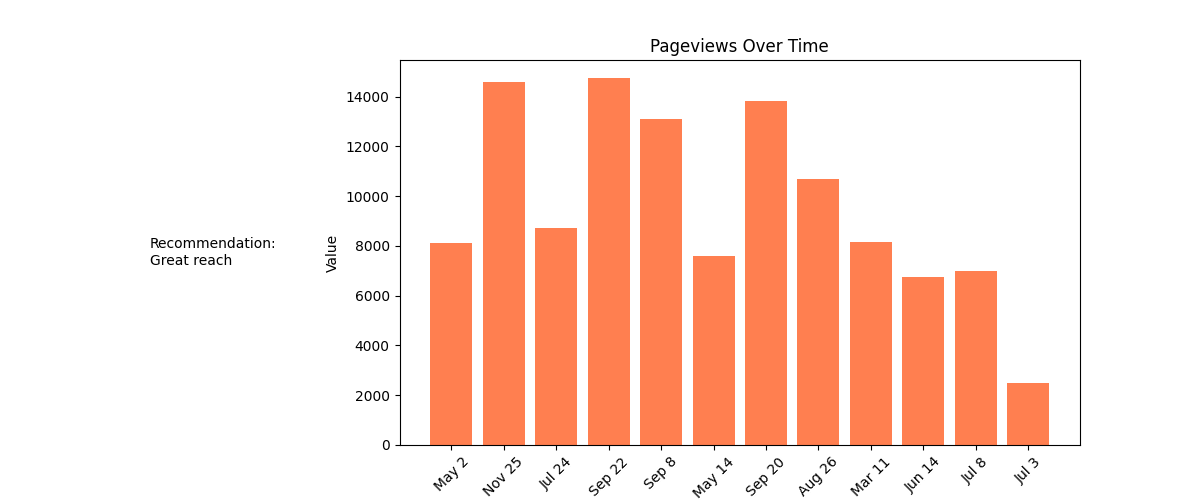 Pageviews Over Time
Recommendation:
Great reach
Value
14000
12000
10000
8000
6000
4000
2000
0
May 2
Nov 25
Jul 24
Sep 22
Sep 8
May 14
Sep 20
Aug 26
Mar 11
Jun 14
Jul 8
Jul 3